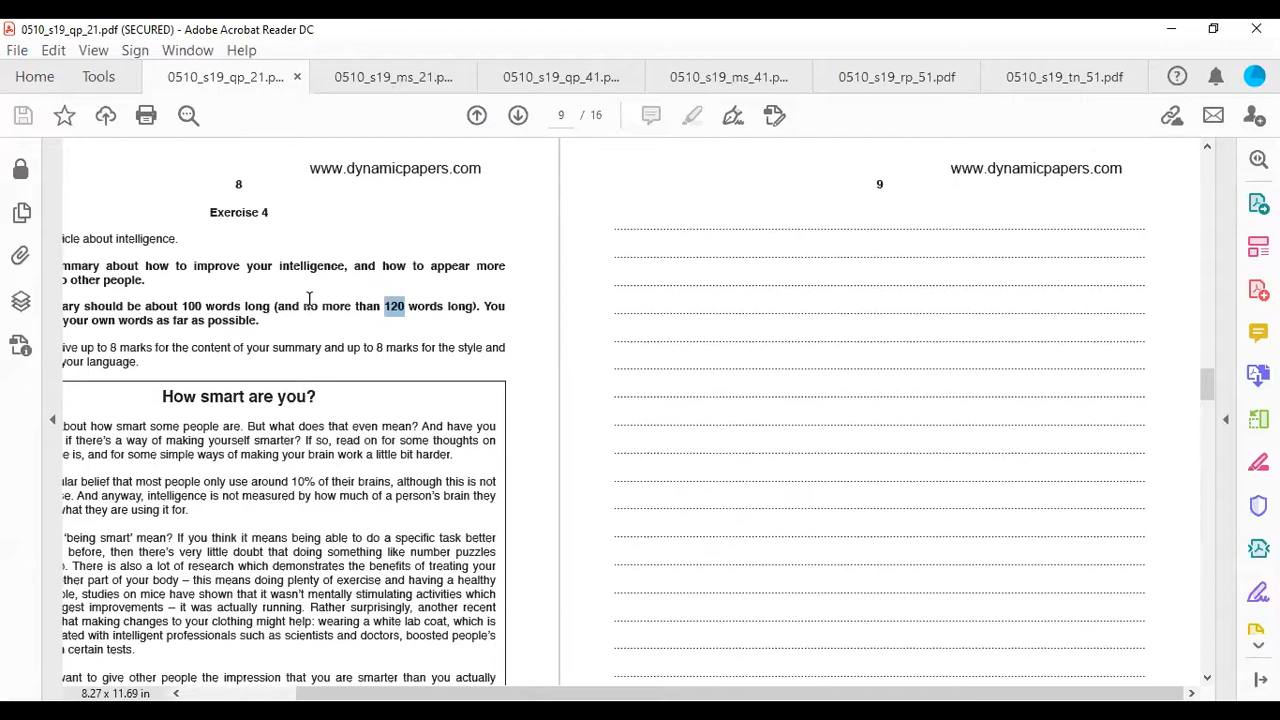 0510_s19_qp_21.pdf (SECURED) - Adobe Acrobat Reader DC
File Edit View Sign Window Help
Home Tools 0510_s19_qp_21.p... × 0510_s19_ms_21.p... 0510_s19_qp_41.p... 0510_s19_ms_41.p... 0510_s19_rp_51.pdf 0510_s19_tn_51.pdf
9 / 16
www.dynamicpapers.com
8
Exercise 4
icle about intelligence.
mmary about how to improve your intelligence, and how to appear more
o other people.
ary should be about 100 words long (and no more than 120 words long). You
your own words as far as possible.
ive up to 8 marks for the content of your summary and up to 8 marks for the style and
your language.
How smart are you?
bout how smart some people are. But what does that even mean? And have you
if there's a way of making yourself smarter? If so, read on for some thoughts on
e is, and for some simple ways of making your brain work a little bit harder.
ular belief that most people only use around 10% of their brains, although this is not
se. And anyway, intelligence is not measured by how much of a person's brain they
what they are using it for.
'being smart' mean? If you think it means being able to do a specific task better
before, then there's very little doubt that doing something like number puzzles
o. There is also a lot of research which demonstrates the benefits of treating your
ther part of your body – this means doing plenty of exercise and having a healthy
ple, studies on mice have shown that it wasn't mentally stimulating activities which
ggest improvements – it was actually running. Rather surprisingly, another recent
that making changes to your clothing might help: wearing a white lab coat, which is
ated with intelligent professionals such as scientists and doctors, boosted people's
n certain tests.
want to give other people the impression that you are smarter than you actually
www.dynamicpapers.com
9
8.27 x 11.69 in